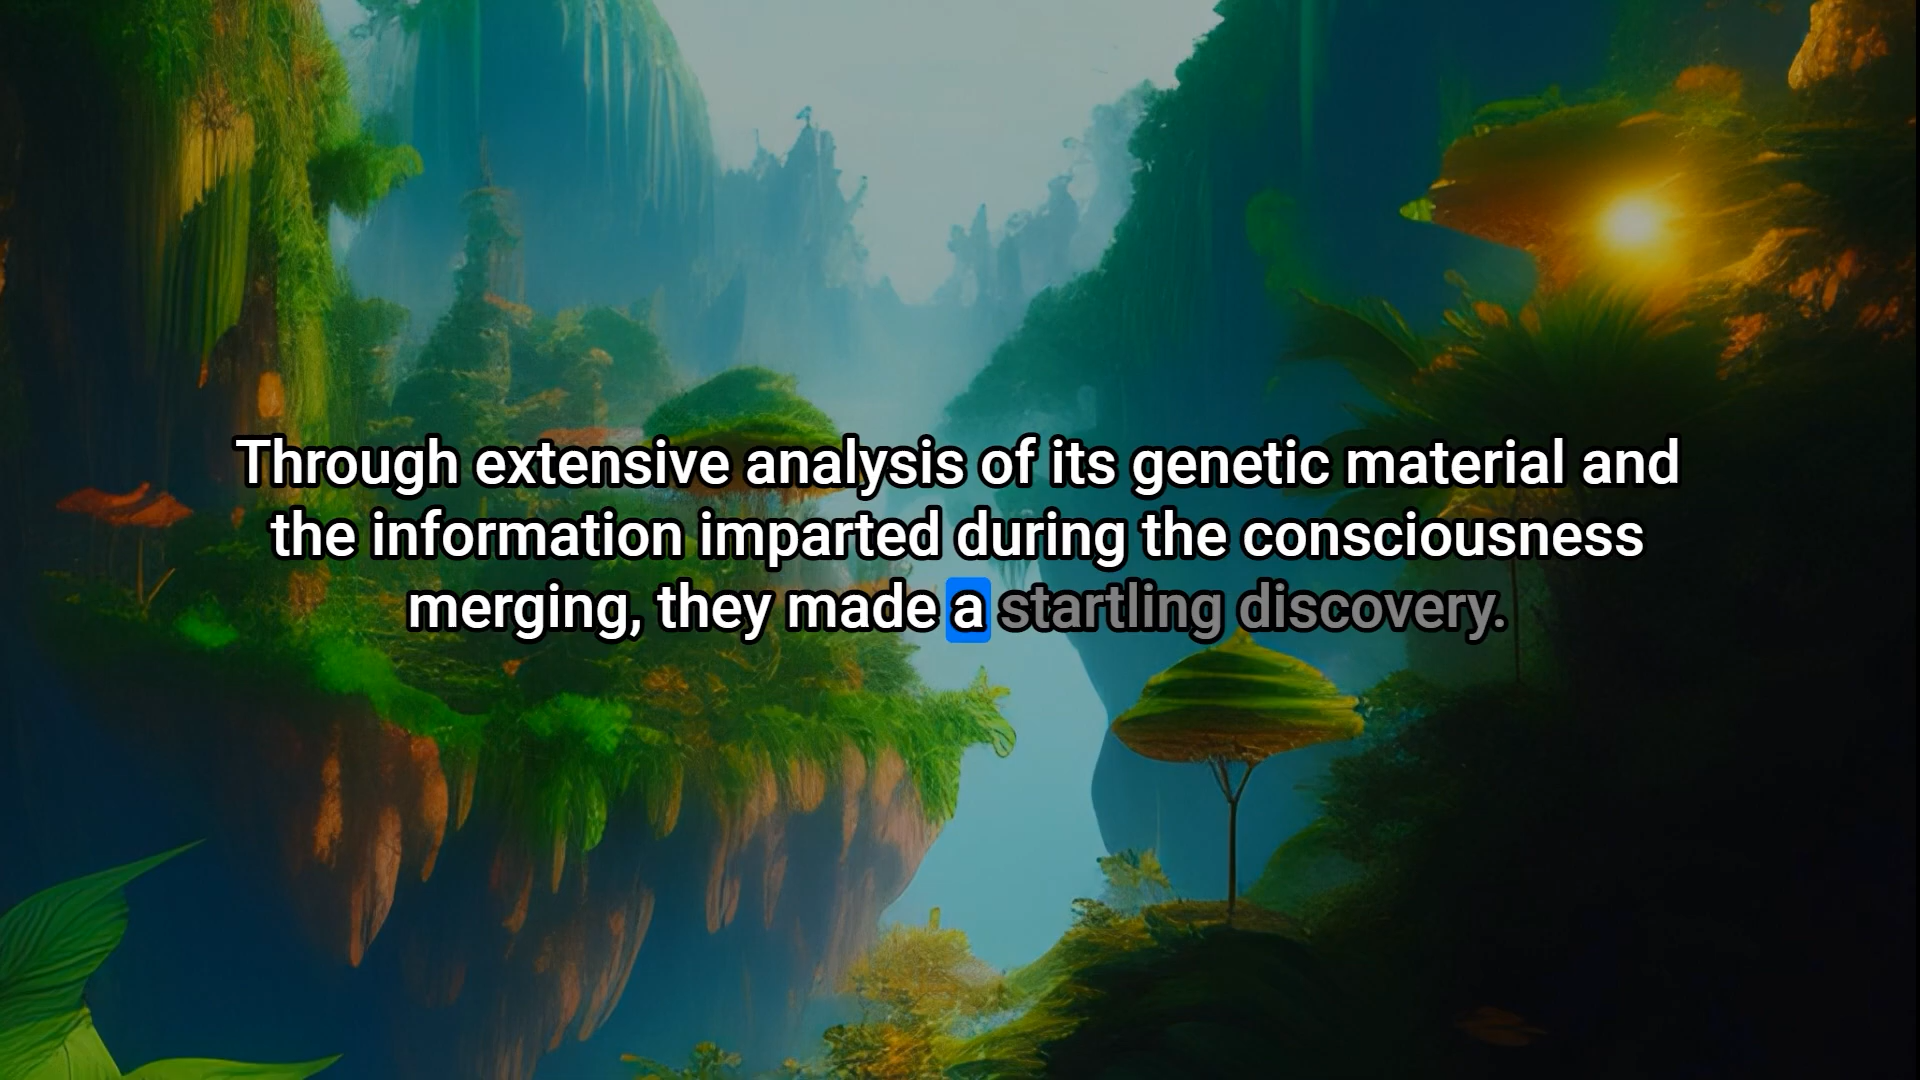 Through extensive analysis of its genetic material and
the information imparted during the consciousness
merging, they made a startling discovery.